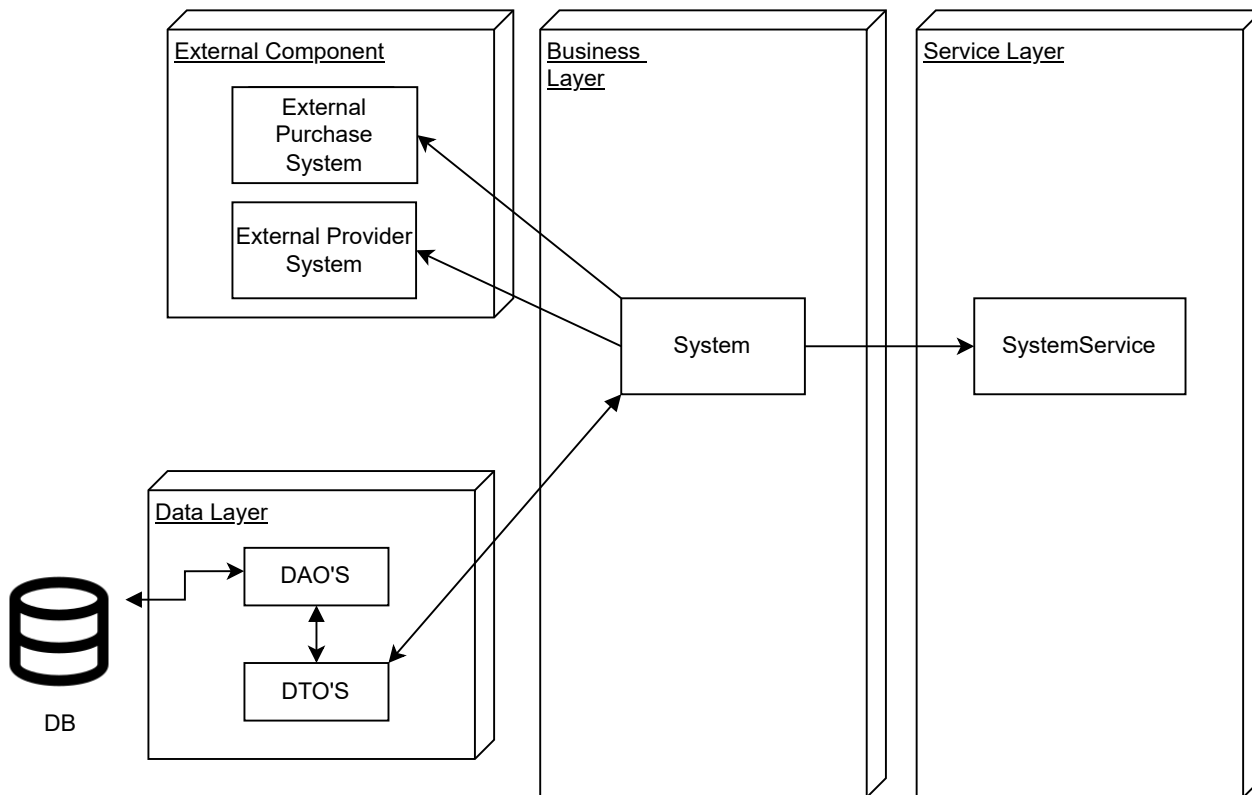 External Component
External
Purchase
System
External Provider
System
Business
Layer
System
Service Layer
SystemService
Data Layer
DAO'S
DTO'S
DB